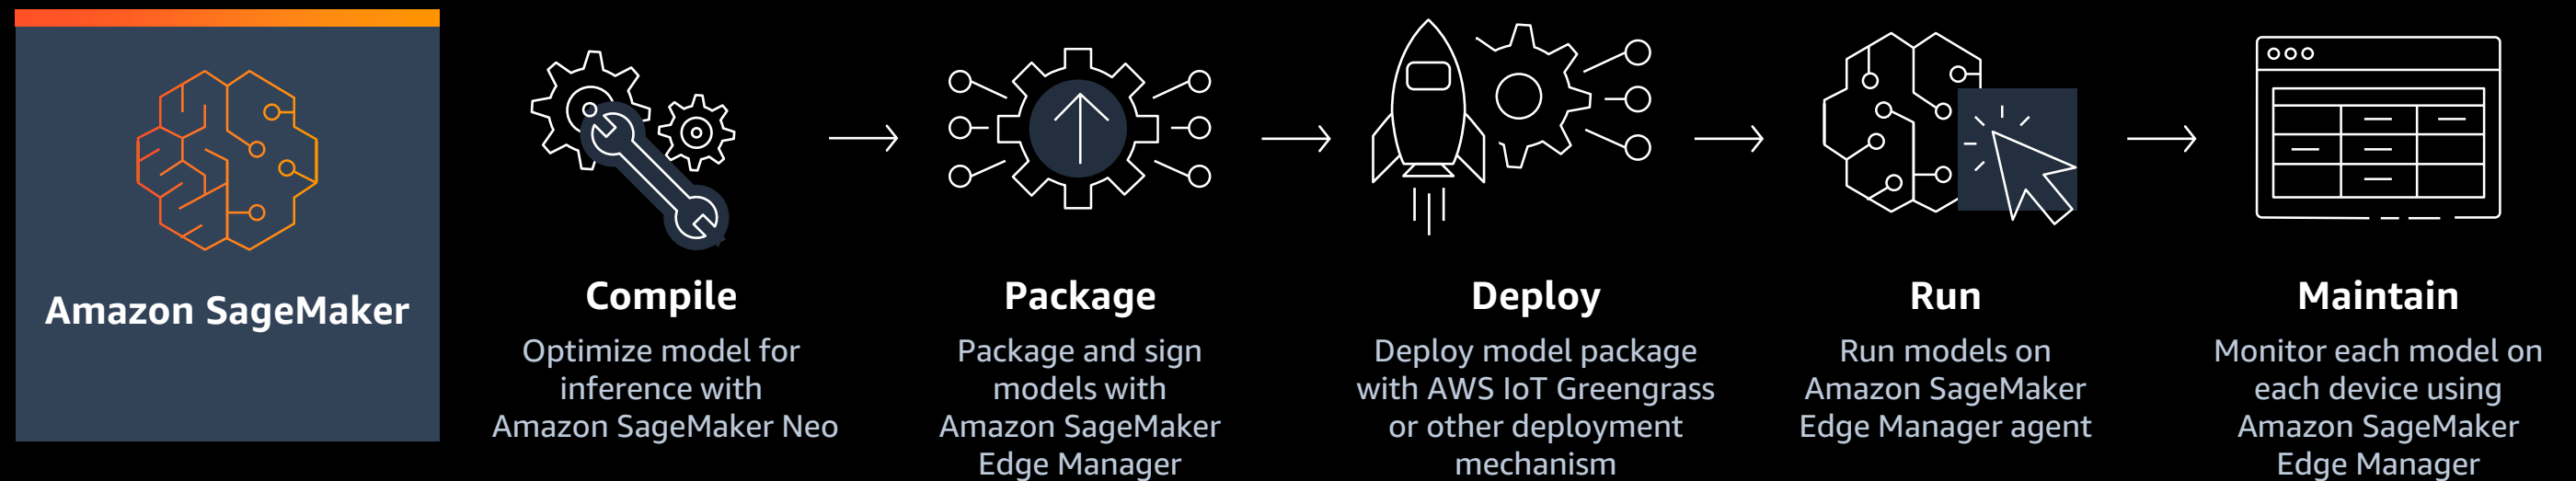 Amazon SageMaker
Compile
Optimize model for
inference with
Amazon SageMaker Neo
Package
Package and sign
models with
Amazon SageMaker
Edge Manager
Deploy
Deploy model package
with AWS IoT Greengrass
or other deployment
mechanism
Run
Run models on
Amazon SageMaker
Edge Manager agent
Maintain
Monitor each model on
each device using
Amazon SageMaker
Edge Manager